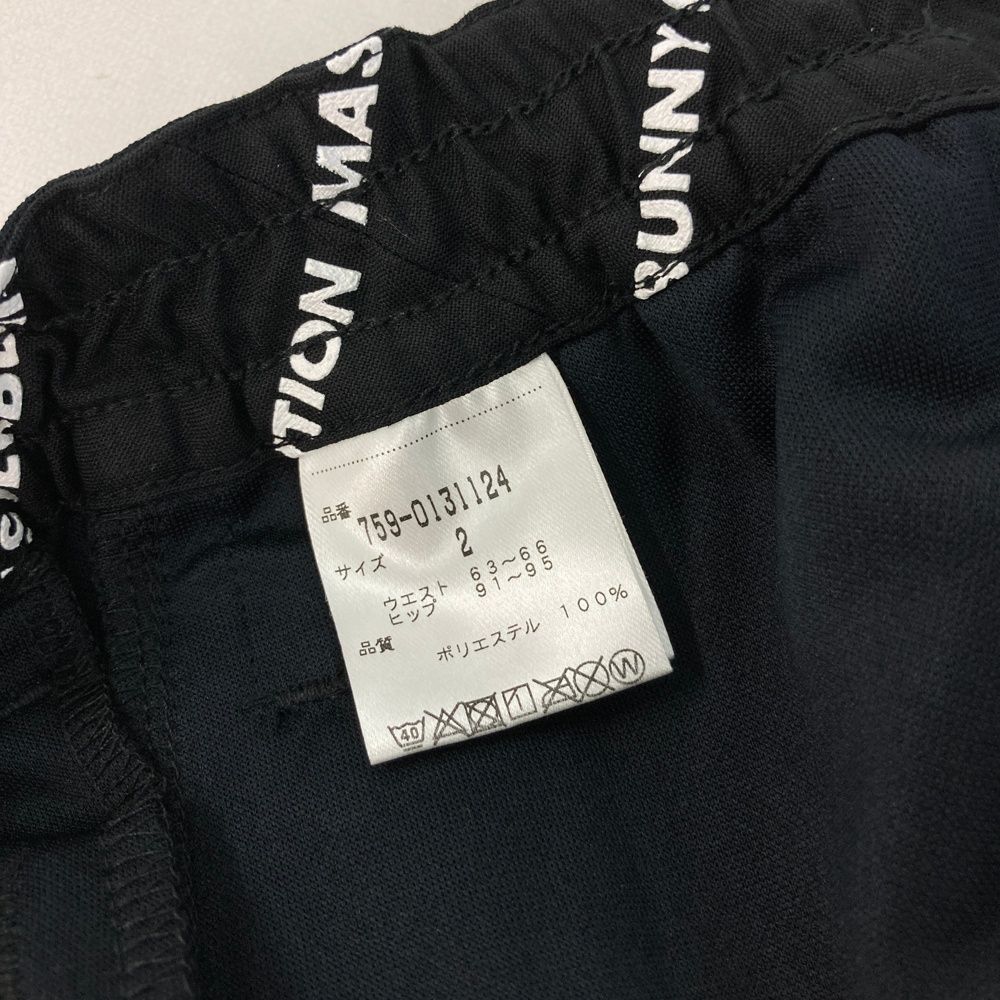 TION MAS
BUNNY
品番 759-0131124
サイズ 2
ウエスト 63~66
ヒップ 91~95
品質 ポリエステル 100%
40 W